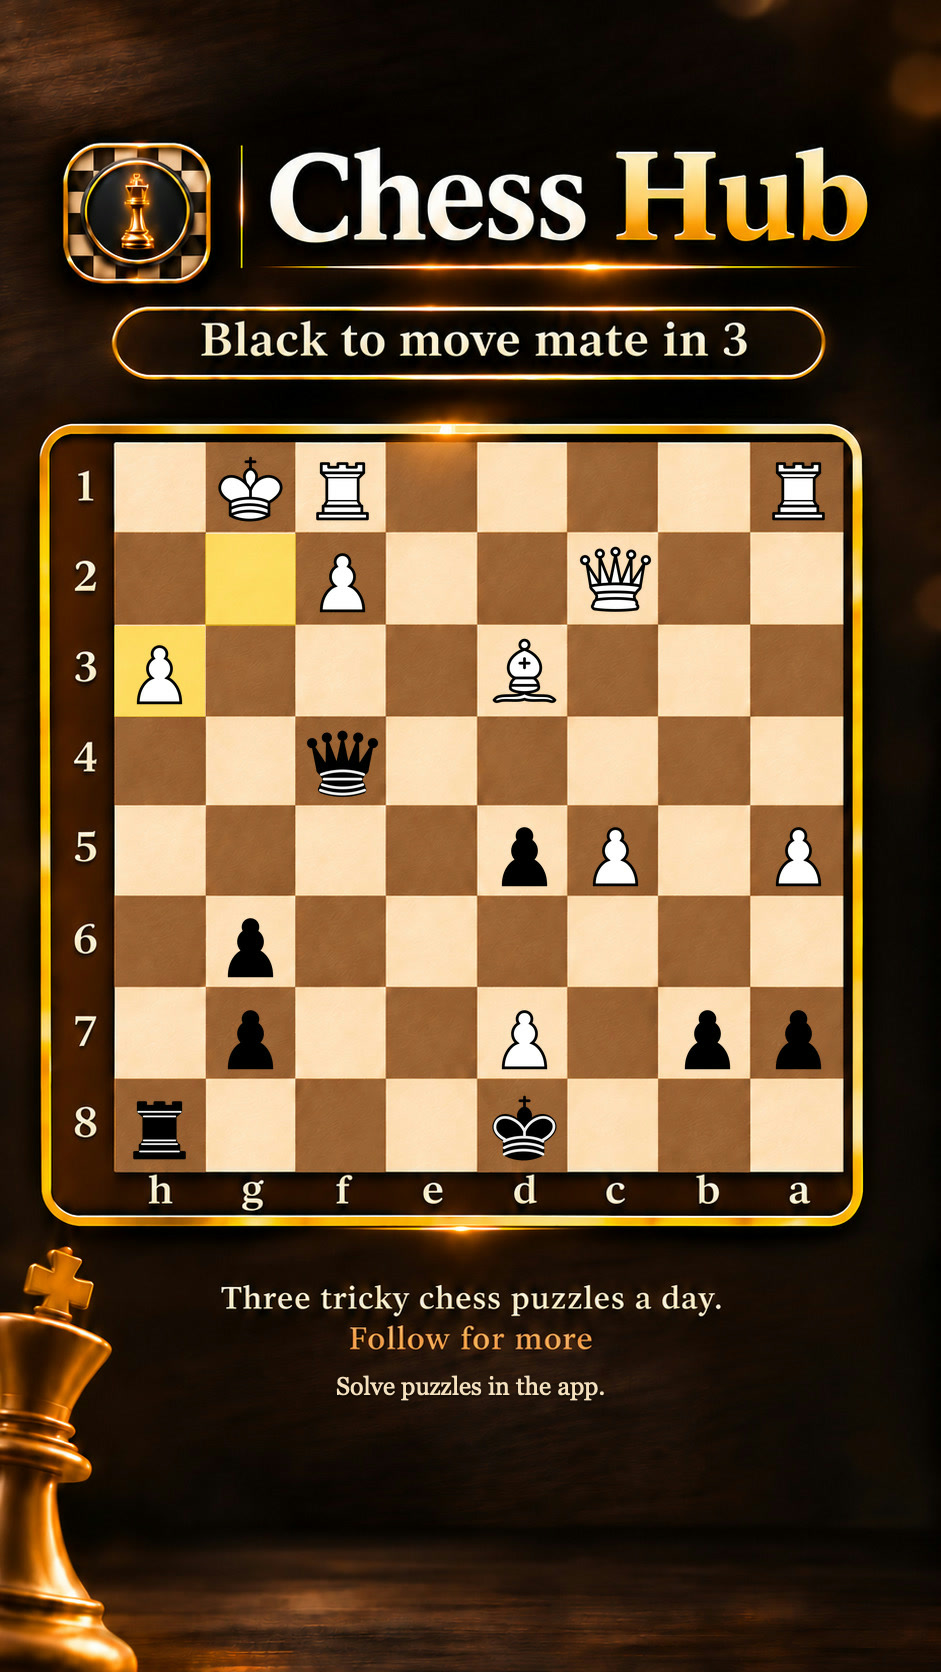 Chess Hub
Black to move mate in 3
1
2
3
4
5
6
7
8
h g f e d c b a
Three tricky chess puzzles a day.
Follow for more
Solve puzzles in the app.